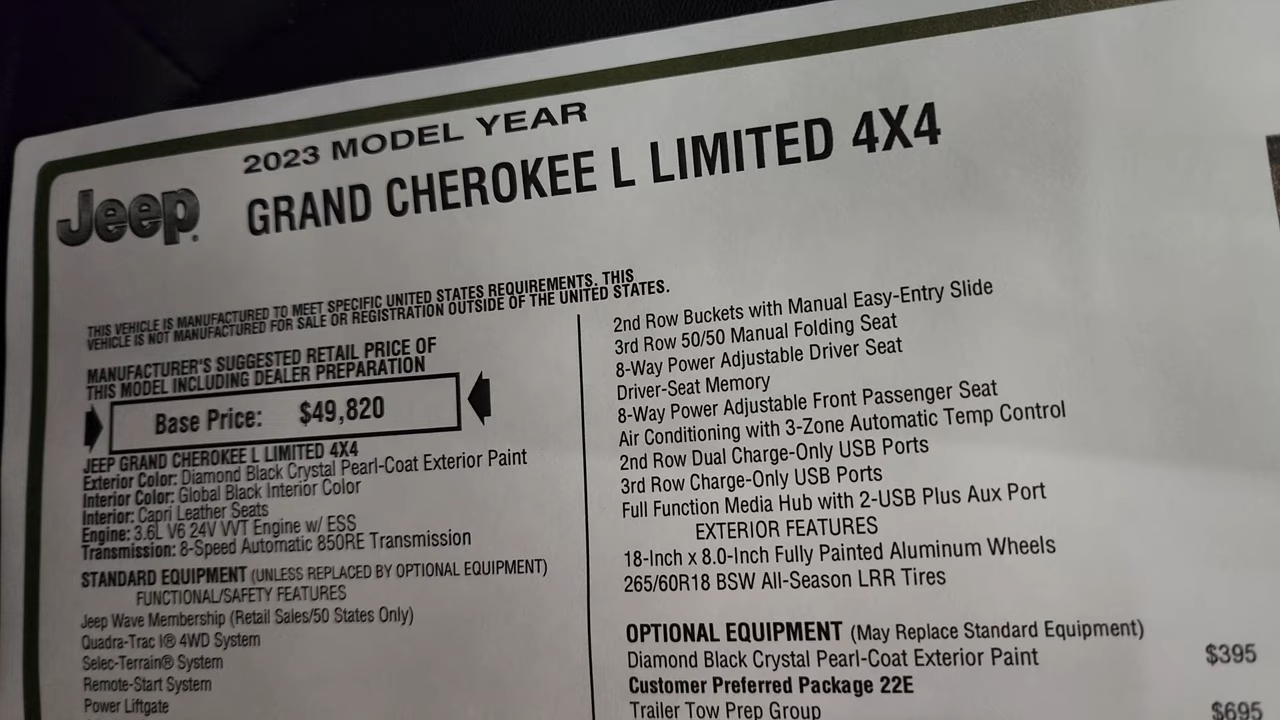 2023 MODEL YEAR
Jeep.
GRAND CHEROKEE L LIMITED 4X4
THIS VEHICLE IS MANUFACTURED TO MEET SPECIFIC UNITED STATES REQUIREMENTS. THIS
VEHICLE IS NOT MANUFACTURED FOR SALE OR REGISTRATION OUTSIDE OF THE UNITED STATES.
MANUFACTURER'S SUGGESTED RETAIL PRICE OF
THIS MODEL INCLUDING DEALER PREPARATION
Base Price: $49,820
JEEP GRAND CHEROKEE L LIMITED 4X4
Exterior Color: Diamond Black Crystal Pearl-Coat Exterior Paint
Interior Color: Global Black Interior Color
Interior: Capri Leather Seats
Engine: 3.6L V6 24V VVT Engine w/ ESS
Transmission: 8-Speed Automatic 850RE Transmission
STANDARD EQUIPMENT (UNLESS REPLACED BY OPTIONAL EQUIPMENT)
FUNCTIONAL/SAFETY FEATURES
Jeep Wave Membership (Retail Sales/50 States Only)
Quadra-Trac I® 4WD System
Selec-Terrain® System
Remote-Start System
Power Liftgate
2nd Row Buckets with Manual Easy-Entry Slide
3rd Row 50/50 Manual Folding Seat
8-Way Power Adjustable Driver Seat
Driver-Seat Memory
8-Way Power Adjustable Front Passenger Seat
Air Conditioning with 3-Zone Automatic Temp Control
2nd Row Dual Charge-Only USB Ports
3rd Row Charge-Only USB Ports
Full Function Media Hub with 2-USB Plus Aux Port
EXTERIOR FEATURES
18-Inch x 8.0-Inch Fully Painted Aluminum Wheels
265/60R18 BSW All-Season LRR Tires
OPTIONAL EQUIPMENT (May Replace Standard Equipment)
Diamond Black Crystal Pearl-Coat Exterior Paint $395
Customer Preferred Package 22E
Trailer Tow Prep Group $695